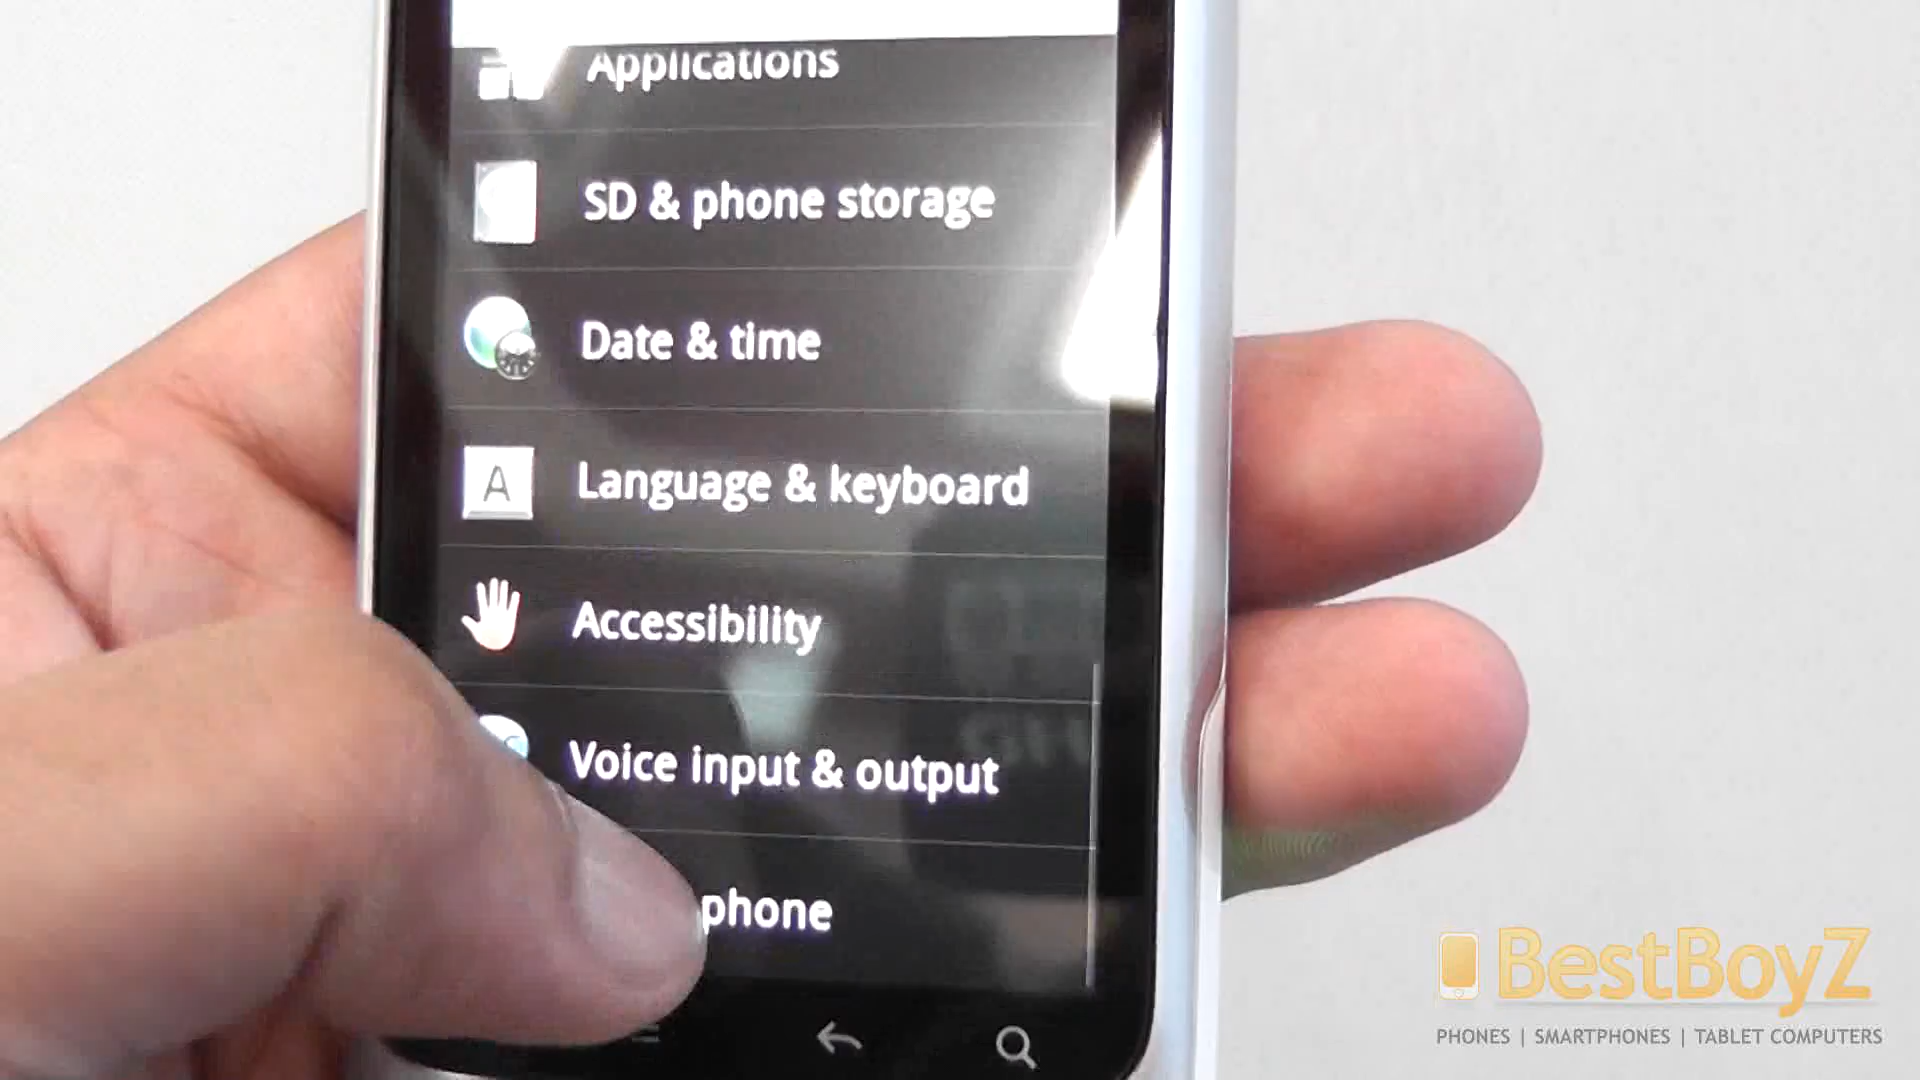 Applications
SD & phone storage
Date & time
A
Language & keyboard
Accessibility
Voice input & output
phone
BestBoyZ
PHONES | SMARTPHONES | TABLET COMPUTERS